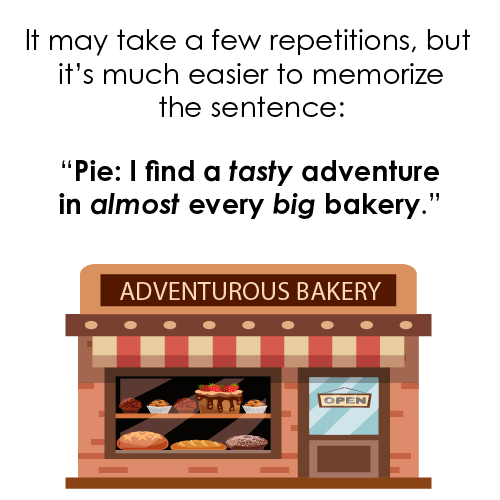 It may take a few repetitions, but
it’s much easier to memorize
the sentence:
“Pie: I find a tasty adventure
in almost every big bakery.”
ADVENTUROUS BAKERY
OPEN